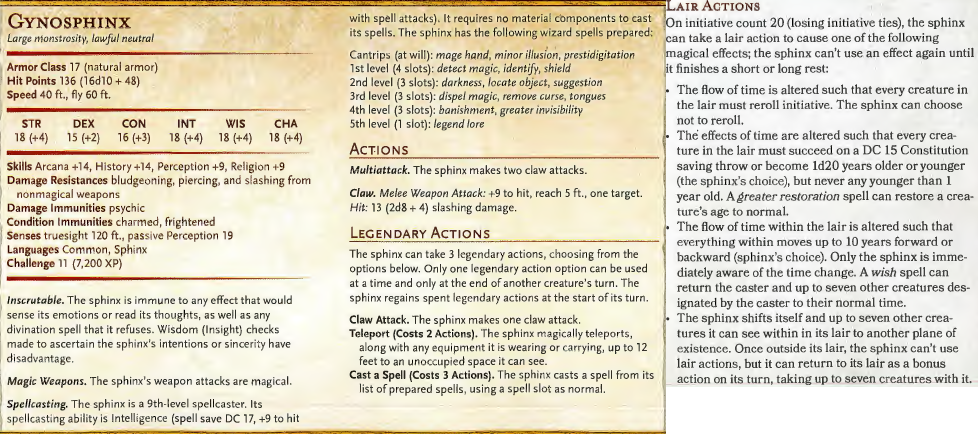 GYNOSPHINX
Large monstrosity, lawful neutral
Armor Class 17 (natural armor)
Hit Points 136 (16d10 + 48)
Speed 40 ft., fly 60 ft.
STR DEX CON INT WIS CHA
18 (+4) 15 (+2) 16 (+3) 18 (+4) 18 (+4) 18 (+4)
Skills Arcana +14, History +14, Perception +9, Religion +9
Damage Resistances bludgeoning, piercing, and slashing from
nonmagical weapons
Damage Immunities psychic
Condition Immunities charmed, frightened
Senses truesight 120 ft., passive Perception 19
Languages Common, Sphinx
Challenge 11 (7,200 XP)
Inscrutable. The sphinx is immune to any effect that would
sense its emotions or read its thoughts, as well as any
divination spell that it refuses. Wisdom (Insight) checks
made to ascertain the sphinx's intentions or sincerity have
disadvantage.
Magic Weapons. The sphinx's weapon attacks are magical.
Spellcasting. The sphinx is a 9th-level spellcaster. Its
spellcasting ability is Intelligence (spell save DC 17, +9 to hit
with spell attacks). It requires no material components to cast
its spells. The sphinx has the following wizard spells prepared:
Cantrips (at will): mage hand, minor illusion, prestidigitation
1st level (4 slots): detect magic, identify, shield
2nd level (3 slots): darkness, locate object, suggestion
3rd level (3 slots): dispel magic, remove curse, tongues
4th level (3 slots): banishment, greater invisibility
5th level (1 slot): legend lore
ACTIONS
Multiattack. The sphinx makes two claw attacks.
Claw. Melee Weapon Attack: +9 to hit, reach 5 ft., one target.
Hit: 13 (2d8 + 4) slashing damage.
LEGENDARY ACTIONS
The sphinx can take 3 legendary actions, choosing from the
options below. Only one legendary action option can be used
at a time and only at the end of another creature's turn. The
sphinx regains spent legendary actions at the start of its turn.
Claw Attack. The sphinx makes one claw attack.
Teleport (Costs 2 Actions). The sphinx magically teleports,
along with any equipment it is wearing or carrying, up to 12
feet to an unoccupied space it can see.
Cast a Spell (Costs 3 Actions). The sphinx casts a spell from its
list of prepared spells, using a spell slot as normal.
LAIR ACTIONS
On initiative count 20 (losing initiative ties), the sphinx
can take a lair action to cause one of the following
magical effects; the sphinx can't use an effect again until
it finishes a short or long rest:
• The flow of time is altered such that every creature in
the lair must reroll initiative. The sphinx can choose
not to reroll.
• The effects of time are altered such that every crea-
ture in the lair must succeed on a DC 15 Constitution
saving throw or become 1d20 years older or younger
(the sphinx's choice), but never any younger than 1
year old. A greater restoration spell can restore a crea-
ture's age to normal.
• The flow of time within the lair is altered such that
everything within moves up to 10 years forward or
backward (sphinx's choice). Only the sphinx is imme-
diately aware of the time change. A wish spell can
return the caster and up to seven other creatures des-
ignated by the caster to their normal time.
• The sphinx shifts itself and up to seven other crea-
tures it can see within in its lair to another plane of
existence. Once outside its lair, the sphinx can't use
lair actions, but it can return to its lair as a bonus
action on its turn, taking up to seven creatures with it.